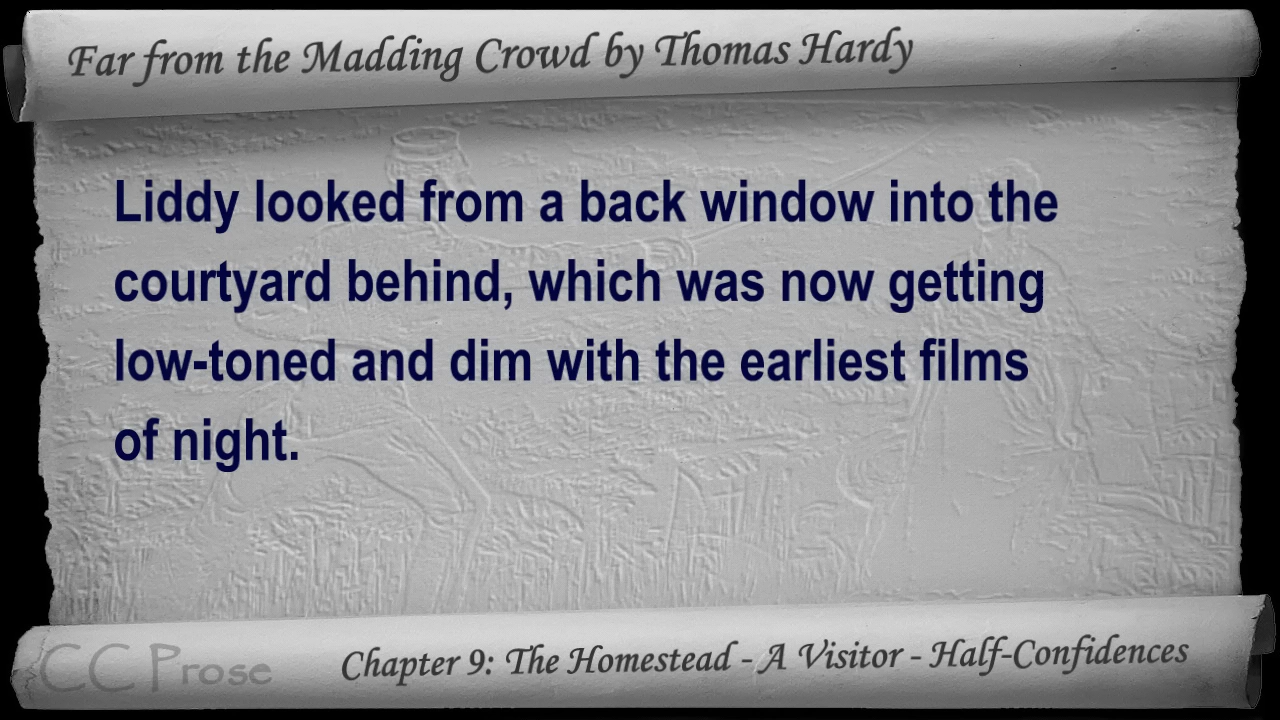 Far from the Madding Crowd by Thomas Hardy
Liddy looked from a back window into the
courtyard behind, which was now getting
low-toned and dim with the earliest films
of night.
CC Prose
Chapter 9: The Homestead - A Visitor - Half-Confidences